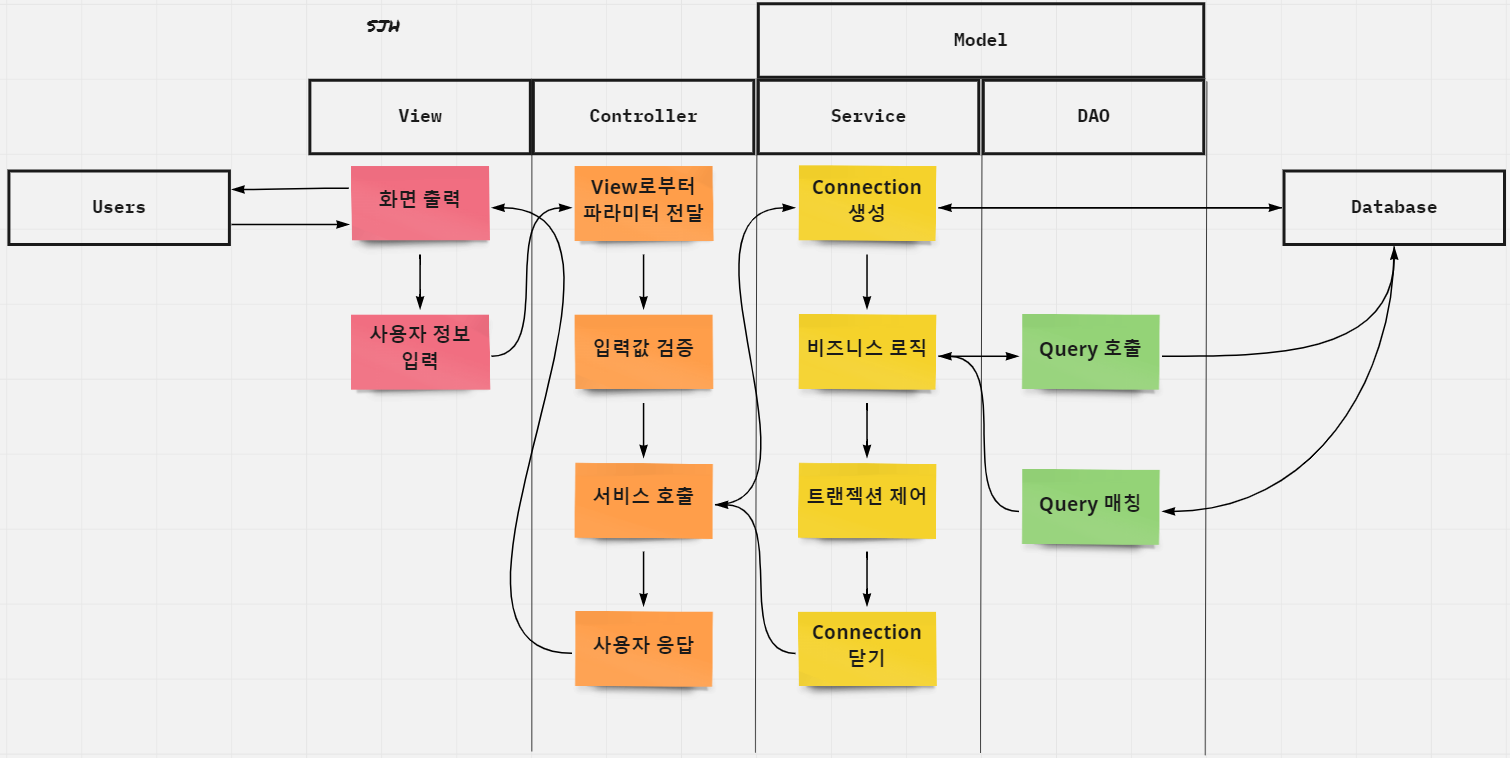 SJH
Model
View
Controller
Service
DAO
Users
화면 출력
View로부터
파라미터 전달
Connection
생성
Database
사용자 정보
입력
입력값 검증
비즈니스 로직
Query 호출
서비스 호출
트랜젝션 제어
Query 매칭
사용자 응답
Connection
닫기